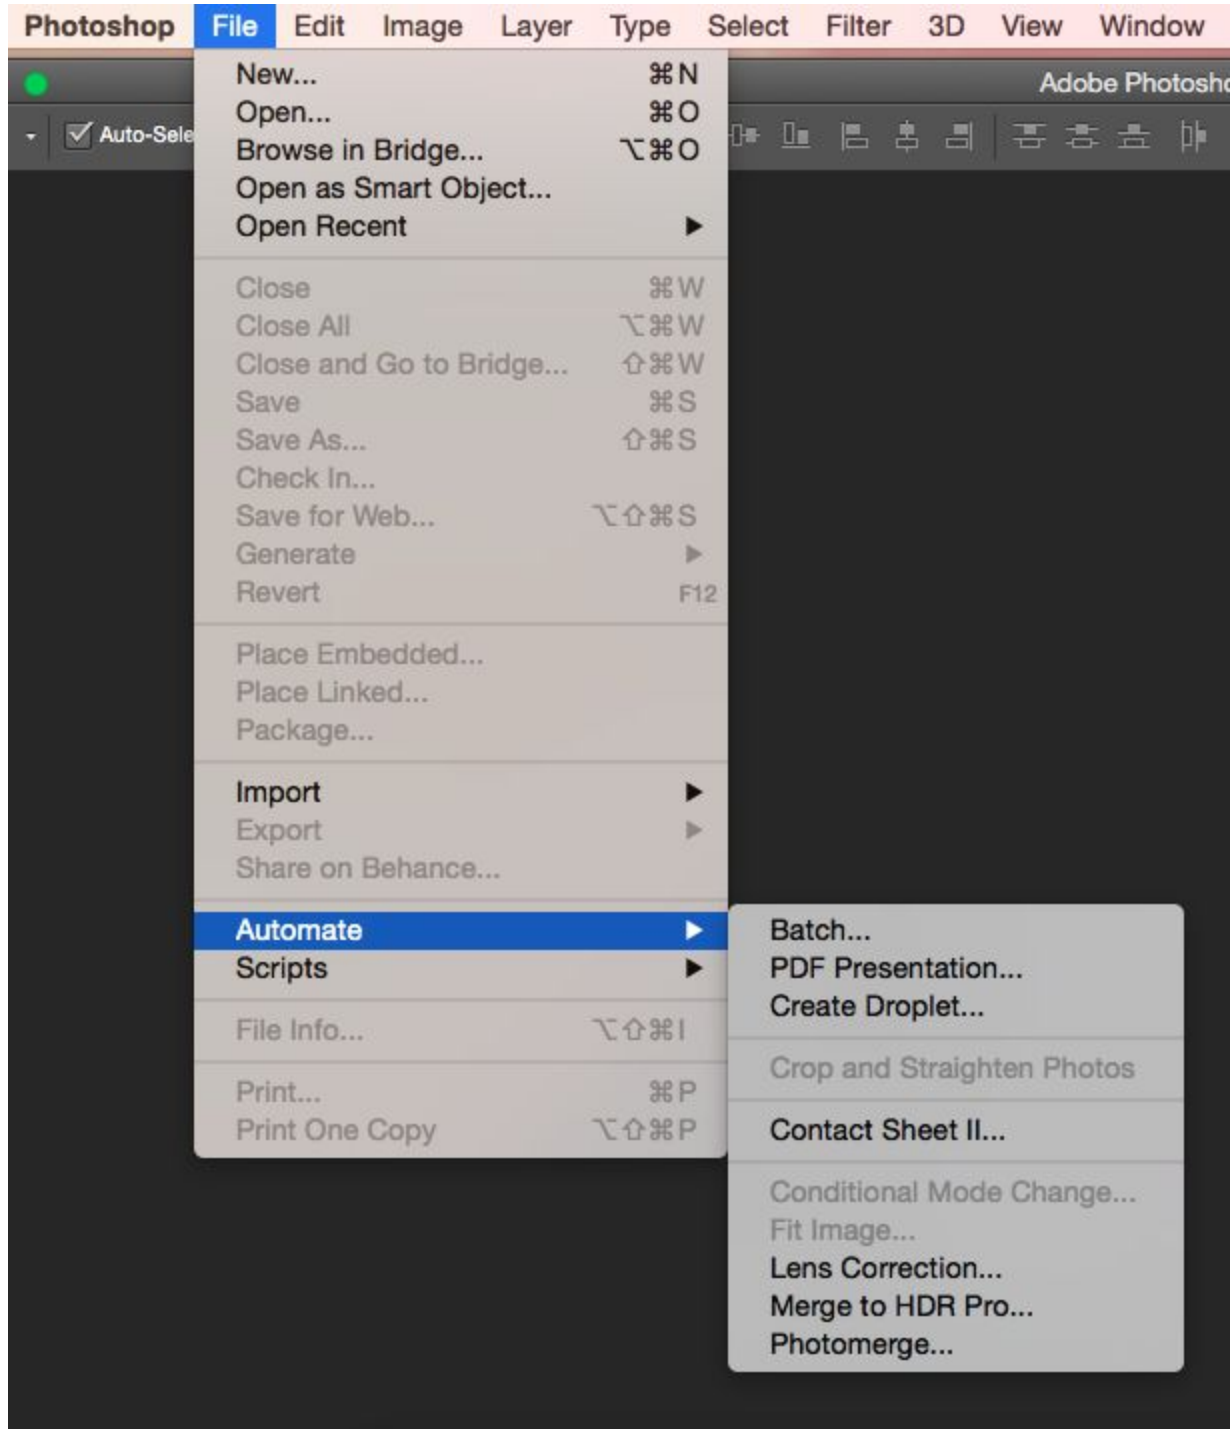 Photoshop File Edit Image Layer Type Select Filter 3D View Window
Adobe Photosho
Auto-Sele
New... ⌘N
Open... ⌘O
Browse in Bridge... ⌥⌘O
Open as Smart Object...
Open Recent ▶
Close ⌘W
Close All ⌥⌘W
Close and Go to Bridge... ⇧⌘W
Save ⌘S
Save As... ⇧⌘S
Check In...
Save for Web... ⌥⇧⌘S
Generate ▶
Revert F12
Place Embedded...
Place Linked...
Package...
Import ▶
Export ▶
Share on Behance...
Automate ▶
Scripts ▶
File Info... ⌥⇧⌘I
Print... ⌘P
Print One Copy ⌥⇧⌘P
Batch...
PDF Presentation...
Create Droplet...
Crop and Straighten Photos
Contact Sheet II...
Conditional Mode Change...
Fit Image...
Lens Correction...
Merge to HDR Pro...
Photomerge...